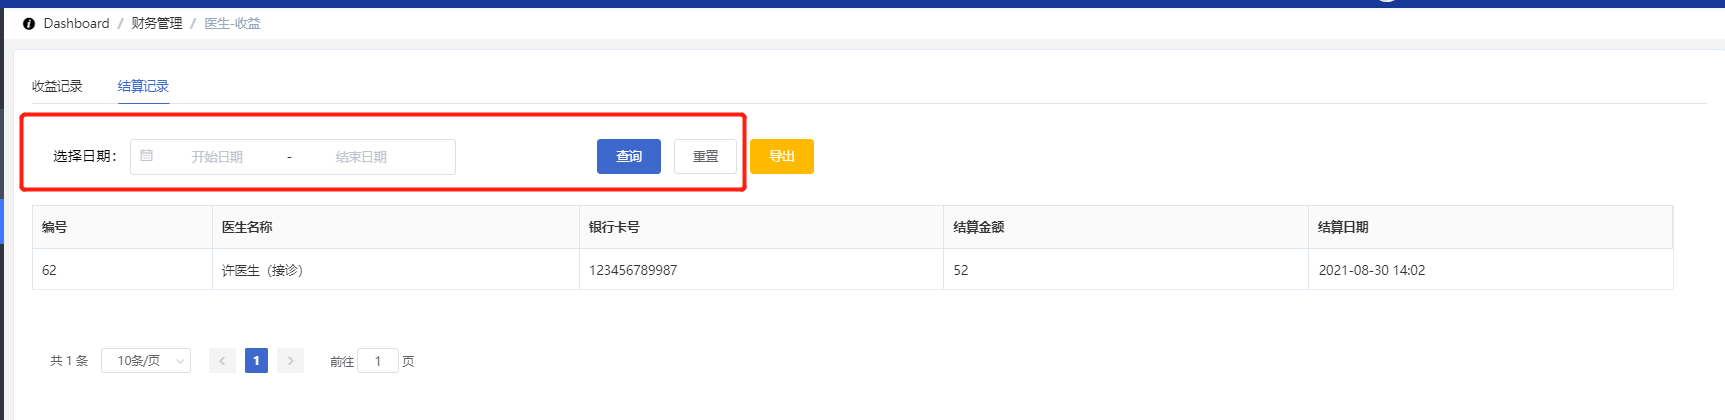 Dashboard / 财务管理 / 医生-收益
收益记录 结算记录
选择日期： 开始日期 - 结束日期 查询 重置 导出
编号 医生名称 银行卡号 结算金额 结算日期
62 许医生（接诊） 123456789987 52 2021-08-30 14:02
共 1 条 10条/页 1 前往 1 页